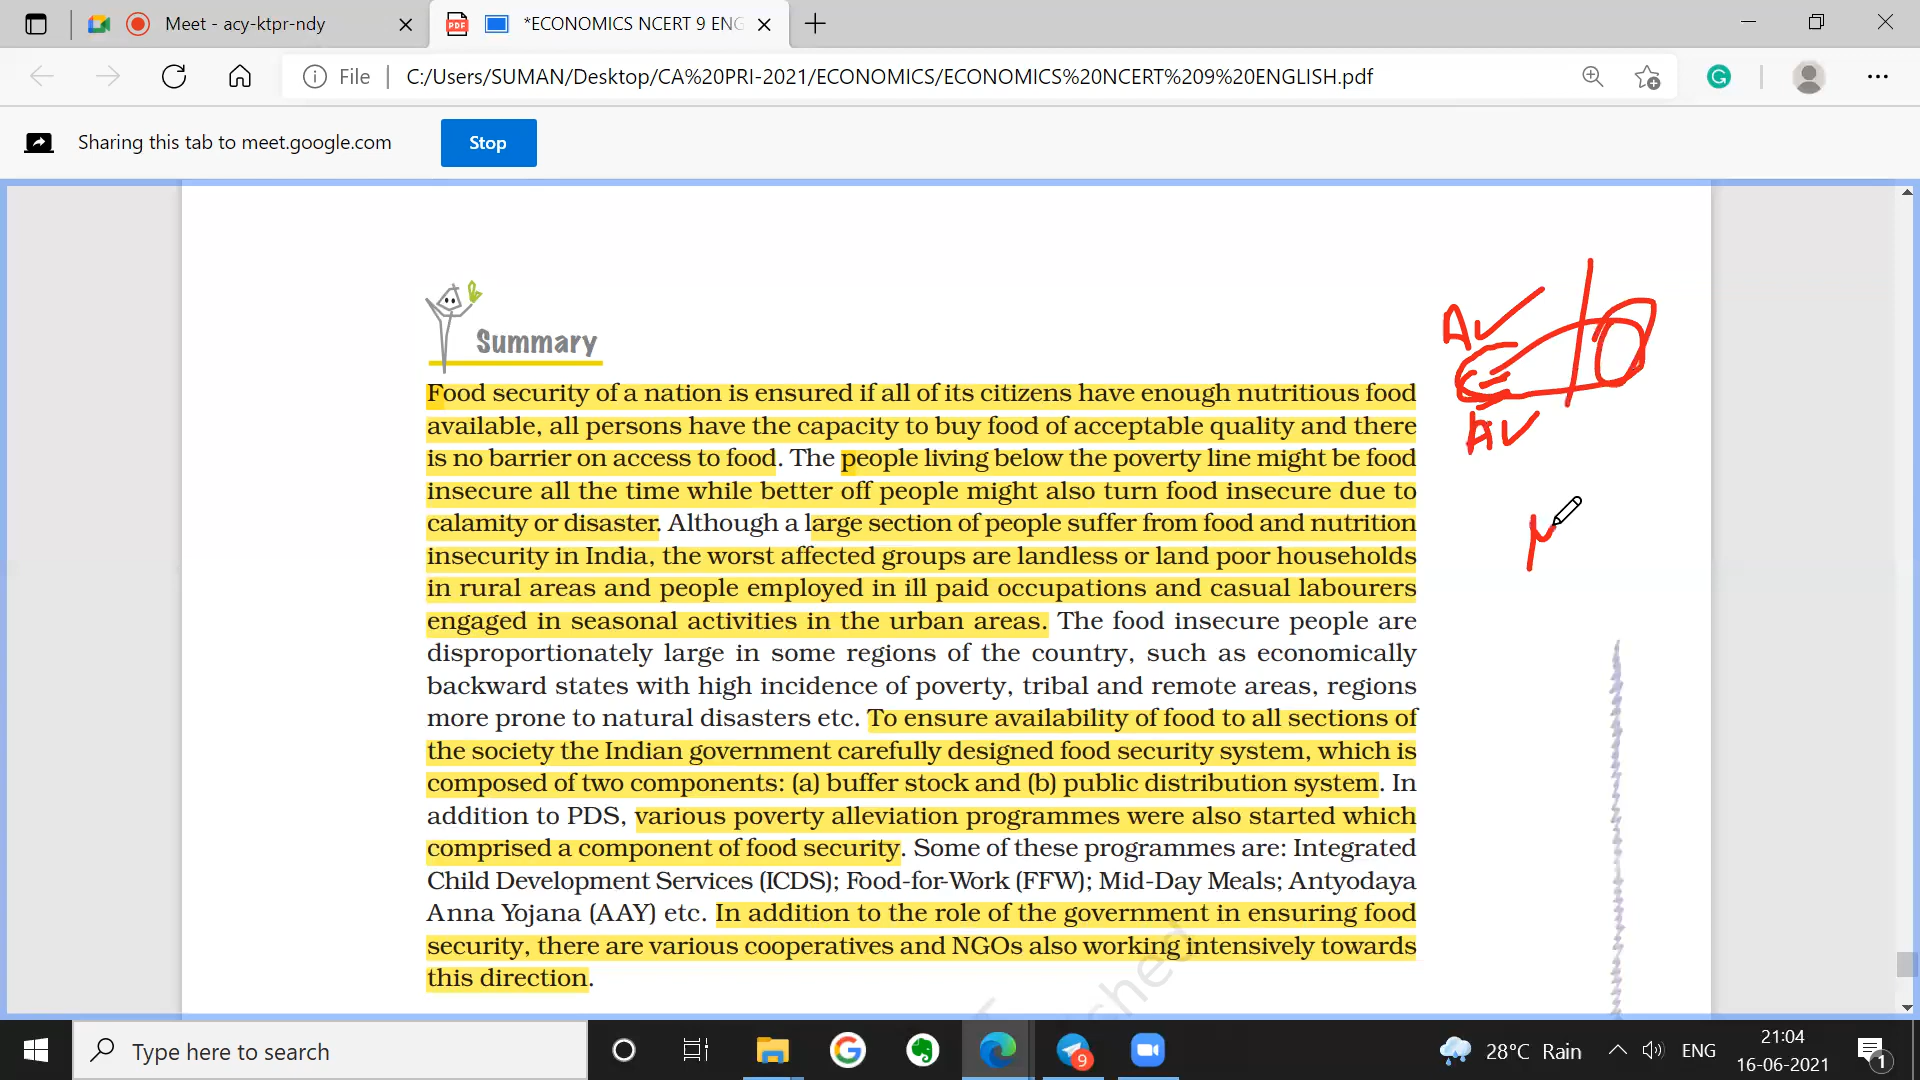 Meet - acy-ktpr-ndy
*ECONOMICS NCERT 9 ENG
File
C:/Users/SUMAN/Desktop/CA%20PRI-2021/ECONOMICS/ECONOMICS%20NCERT%209%20ENGLISH.pdf
Sharing this tab to meet.google.com
Stop
Summary
Food security of a nation is ensured if all of its citizens have enough nutritious food
available, all persons have the capacity to buy food of acceptable quality and there
is no barrier on access to food. The people living below the poverty line might be food
insecure all the time while better off people might also turn food insecure due to
calamity or disaster. Although a large section of people suffer from food and nutrition
insecurity in India, the worst affected groups are landless or land poor households
in rural areas and people employed in ill paid occupations and casual labourers
engaged in seasonal activities in the urban areas. The food insecure people are
disproportionately large in some regions of the country, such as economically
backward states with high incidence of poverty, tribal and remote areas, regions
more prone to natural disasters etc. To ensure availability of food to all sections of
the society the Indian government carefully designed food security system, which is
composed of two components: (a) buffer stock and (b) public distribution system. In
addition to PDS, various poverty alleviation programmes were also started which
comprised a component of food security. Some of these programmes are: Integrated
Child Development Services (ICDS); Food-for-Work (FFW); Mid-Day Meals; Antyodaya
Anna Yojana (AAY) etc. In addition to the role of the government in ensuring food
security, there are various cooperatives and NGOs also working intensively towards
this direction.
Type here to search
9
28°C Rain
ENG
21:04
16-06-2021
1